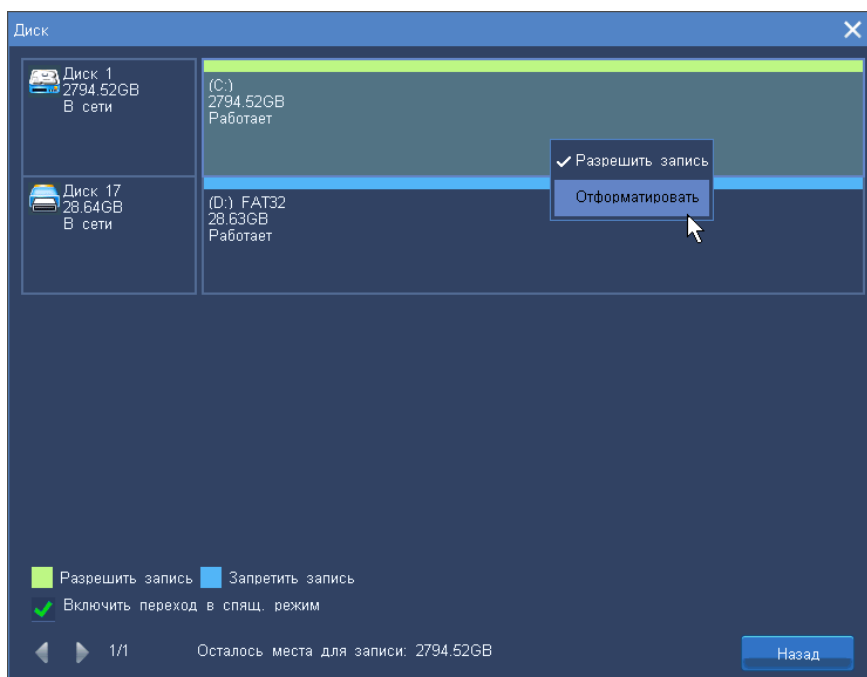 Диск
Диск 1
2794.52GB
В сети
(C:)
2794.52GB
Работает
Разрешить запись
Отформатировать
Диск 17
28.64GB
В сети
(D:) FAT32
28.63GB
Работает
Разрешить запись Запретить запись
Включить переход в спящ. режим
1/1 Осталось места для записи: 2794.52GB Назад